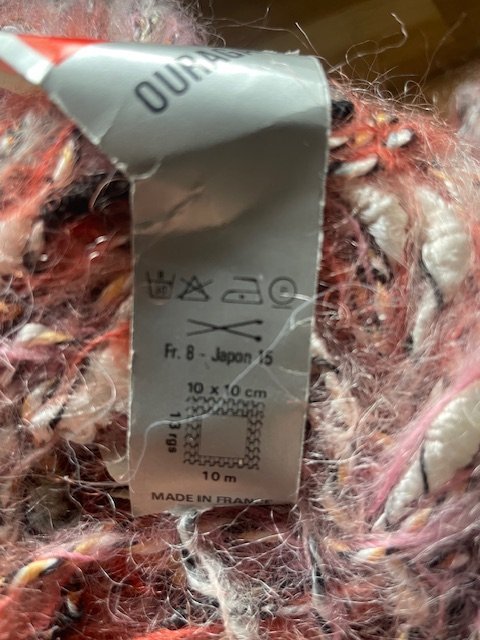 Fr. 8 - Japon 15
10 x 10 cm
13 rgs
10 m
MADE IN FRANCE